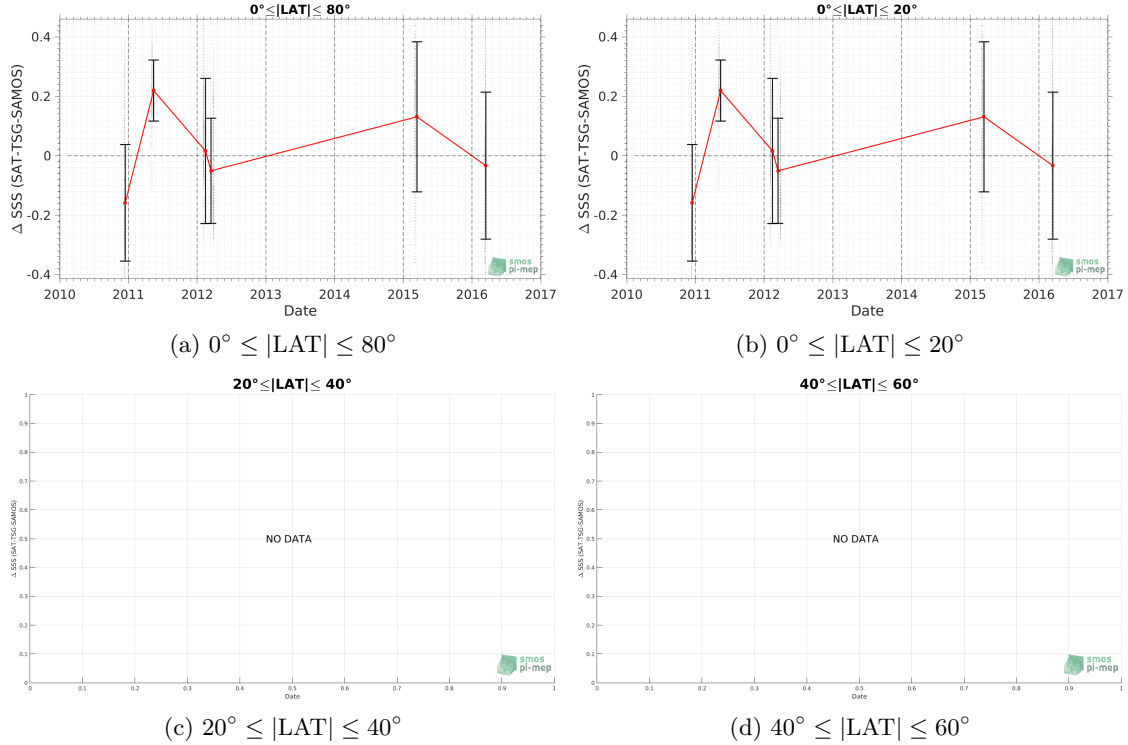 0°≤|LAT|≤ 80°
0.4
0.2
0
-0.2
-0.4
Δ SSS (SAT-TSG-SAMOS)
smos
pi-mep
2010 2011 2012 2013 2014 2015 2016 2017
Date
(a) 0° ≤ |LAT| ≤ 80°
0°≤|LAT|≤ 20°
0.4
0.2
0
-0.2
-0.4
Δ SSS (SAT-TSG-SAMOS)
smos
pi-mep
2010 2011 2012 2013 2014 2015 2016 2017
Date
(b) 0° ≤ |LAT| ≤ 20°
20°≤|LAT|≤ 40°
1
0.9
0.8
0.7
0.6
0.5
0.4
0.3
0.2
0.1
0
Δ SSS (SAT-TSG-SAMOS)
NO DATA
smos
pi-mep
0 0.1 0.2 0.3 0.4 0.5 0.6 0.7 0.8 0.9 1
Date
(c) 20° ≤ |LAT| ≤ 40°
40°≤|LAT|≤ 60°
1
0.9
0.8
0.7
0.6
0.5
0.4
0.3
0.2
0.1
0
Δ SSS (SAT-TSG-SAMOS)
NO DATA
smos
pi-mep
0 0.1 0.2 0.3 0.4 0.5 0.6 0.7 0.8 0.9 1
Date
(d) 40° ≤ |LAT| ≤ 60°